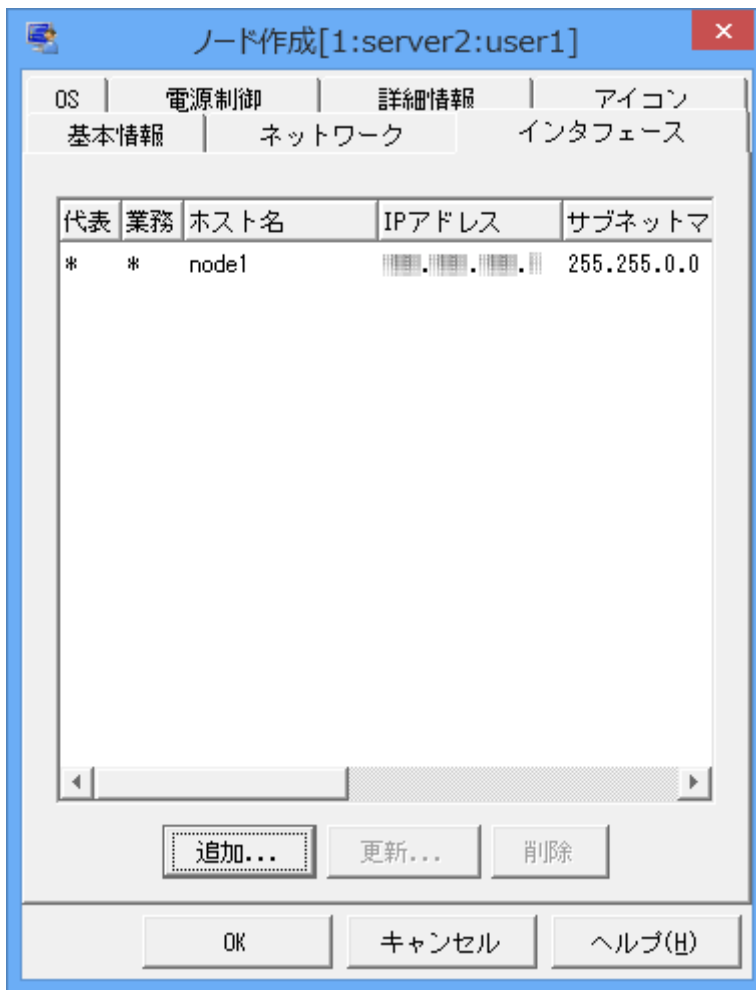 ノード作成[1:server2:user1]
OS 電源制御 詳細情報 アイコン
基本情報 ネットワーク インタフェース
代表 業務 ホスト名 IPアドレス サブネットマ
* * node1 255.255.0.0
追加... 更新... 削除
OK キャンセル ヘルプ(H)